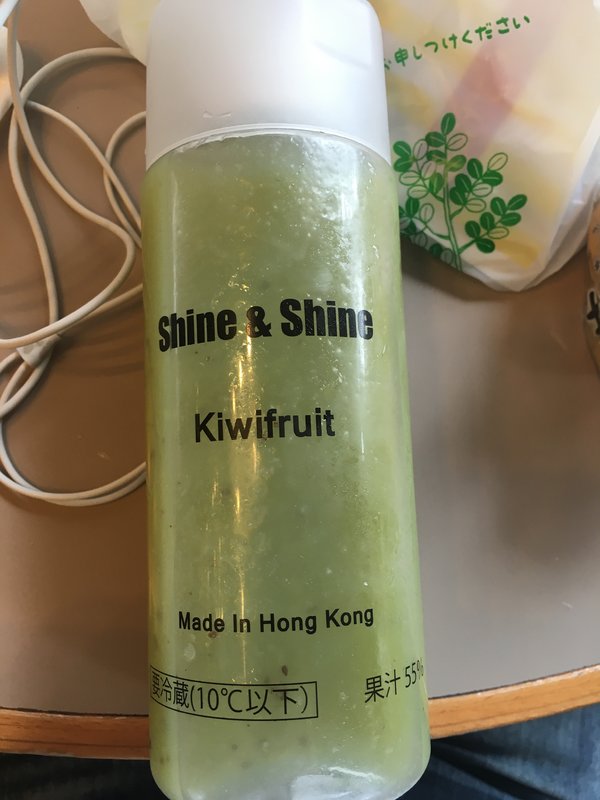 申しつけください
Shine & Shine
Kiwifruit
Made In Hong Kong
要冷蔵(10℃以下)
果汁 55%